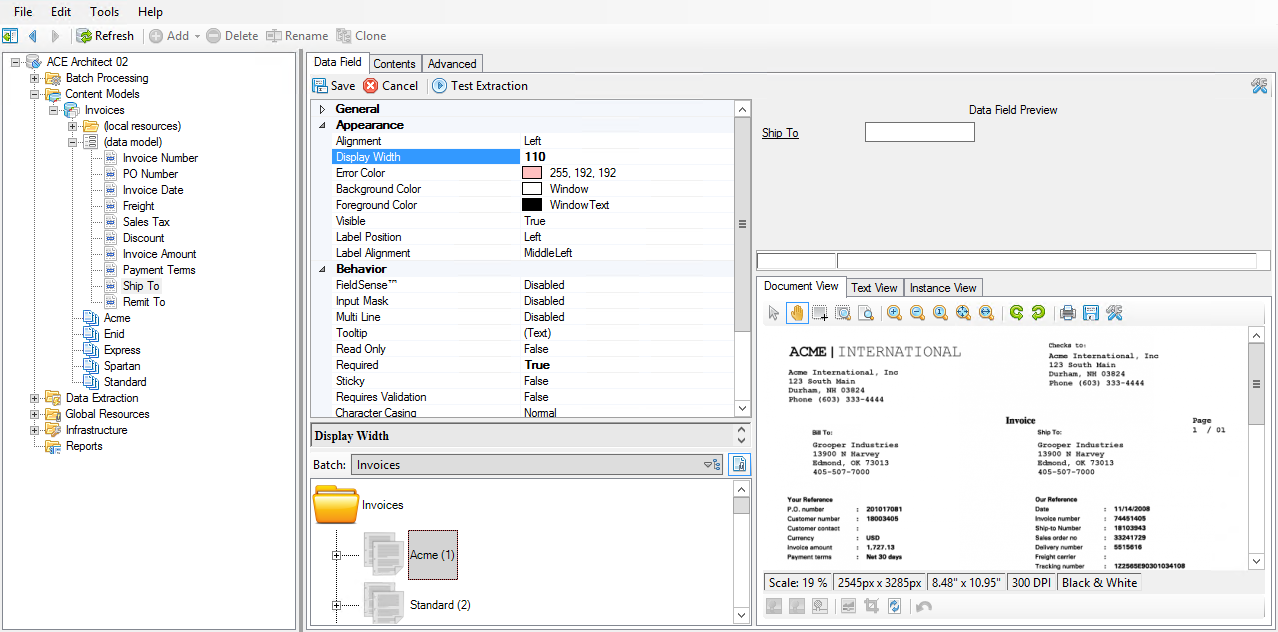 File Edit Tools Help
Refresh Add Delete Rename Clone
ACE Architect 02
Batch Processing
Content Models
Invoices
(local resources)
(data model)
Invoice Number
PO Number
Invoice Date
Freight
Sales Tax
Discount
Invoice Amount
Payment Terms
Ship To
Remit To
Acme
Enid
Express
Spartan
Standard
Data Extraction
Global Resources
Infrastructure
Reports
Data Field Contents Advanced
Save Cancel Test Extraction
General
Appearance
Alignment Left
Display Width 110
Error Color 255, 192, 192
Background Color Window
Foreground Color WindowText
Visible True
Label Position Left
Label Alignment MiddleLeft
Behavior
FieldSense™ Disabled
Input Mask Disabled
Multi Line Disabled
Tooltip (Text)
Read Only False
Required True
Sticky False
Requires Validation False
Character Casing Normal
Display Width
Batch: Invoices
Invoices
Acme (1)
Standard (2)
Data Field Preview
Ship To
Document View Text View Instance View
ACME | INTERNATIONAL
Acme International, Inc
123 South Main
Durham, NH 03824
Phone (603) 333-4444
Checks to:
Acme International, Inc
123 South Main
Durham, NH 03824
Phone (603) 333-4444
Invoice
Page
1 / 01
Bill To:
Grooper Industries
13900 N Harvey
Edmond, OK 73013
405-507-7000
Ship To:
Grooper Industries
13900 N Harvey
Edmond, OK 73013
405-507-7000
Your Reference
P.O. number : 201017081
Customer number : 18003405
Customer contact :
Currency : USD
Invoice amount : 1,727.13
Payment terms : Net 30 days
Our Reference
Date : 11/14/2008
Invoice number : 74451405
Ship-to Number : 18103943
Sales order no : 33241729
Delivery number : 5515616
Freight carrier :
Tracking number : 1Z2565E90301034108
Scale: 19 % 2545px x 3285px 8.48" x 10.95" 300 DPI Black & White